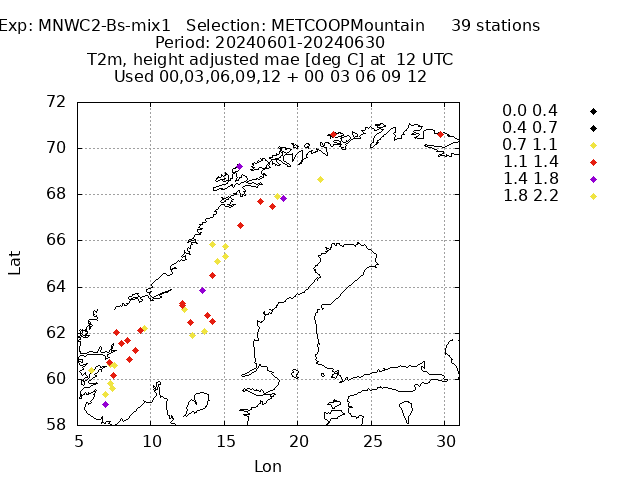 Exp: MNWC2-Bs-mix1   Selection: METCOOPMountain     39 stations
Period: 20240601-20240630
T2m, height adjusted mae [deg C] at  12 UTC
Used 00,03,06,09,12 + 00 03 06 09 12
72
70
68
66
64
62
60
58
Lat
5 10 15 20 25 30
Lon
0.0 0.4
0.4 0.7
0.7 1.1
1.1 1.4
1.4 1.8
1.8 2.2